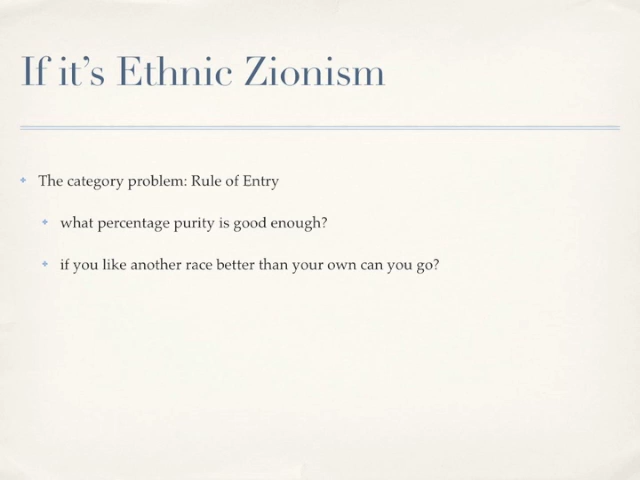 If it’s Ethnic Zionism
The category problem: Rule of Entry
what percentage purity is good enough?
if you like another race better than your own can you go?